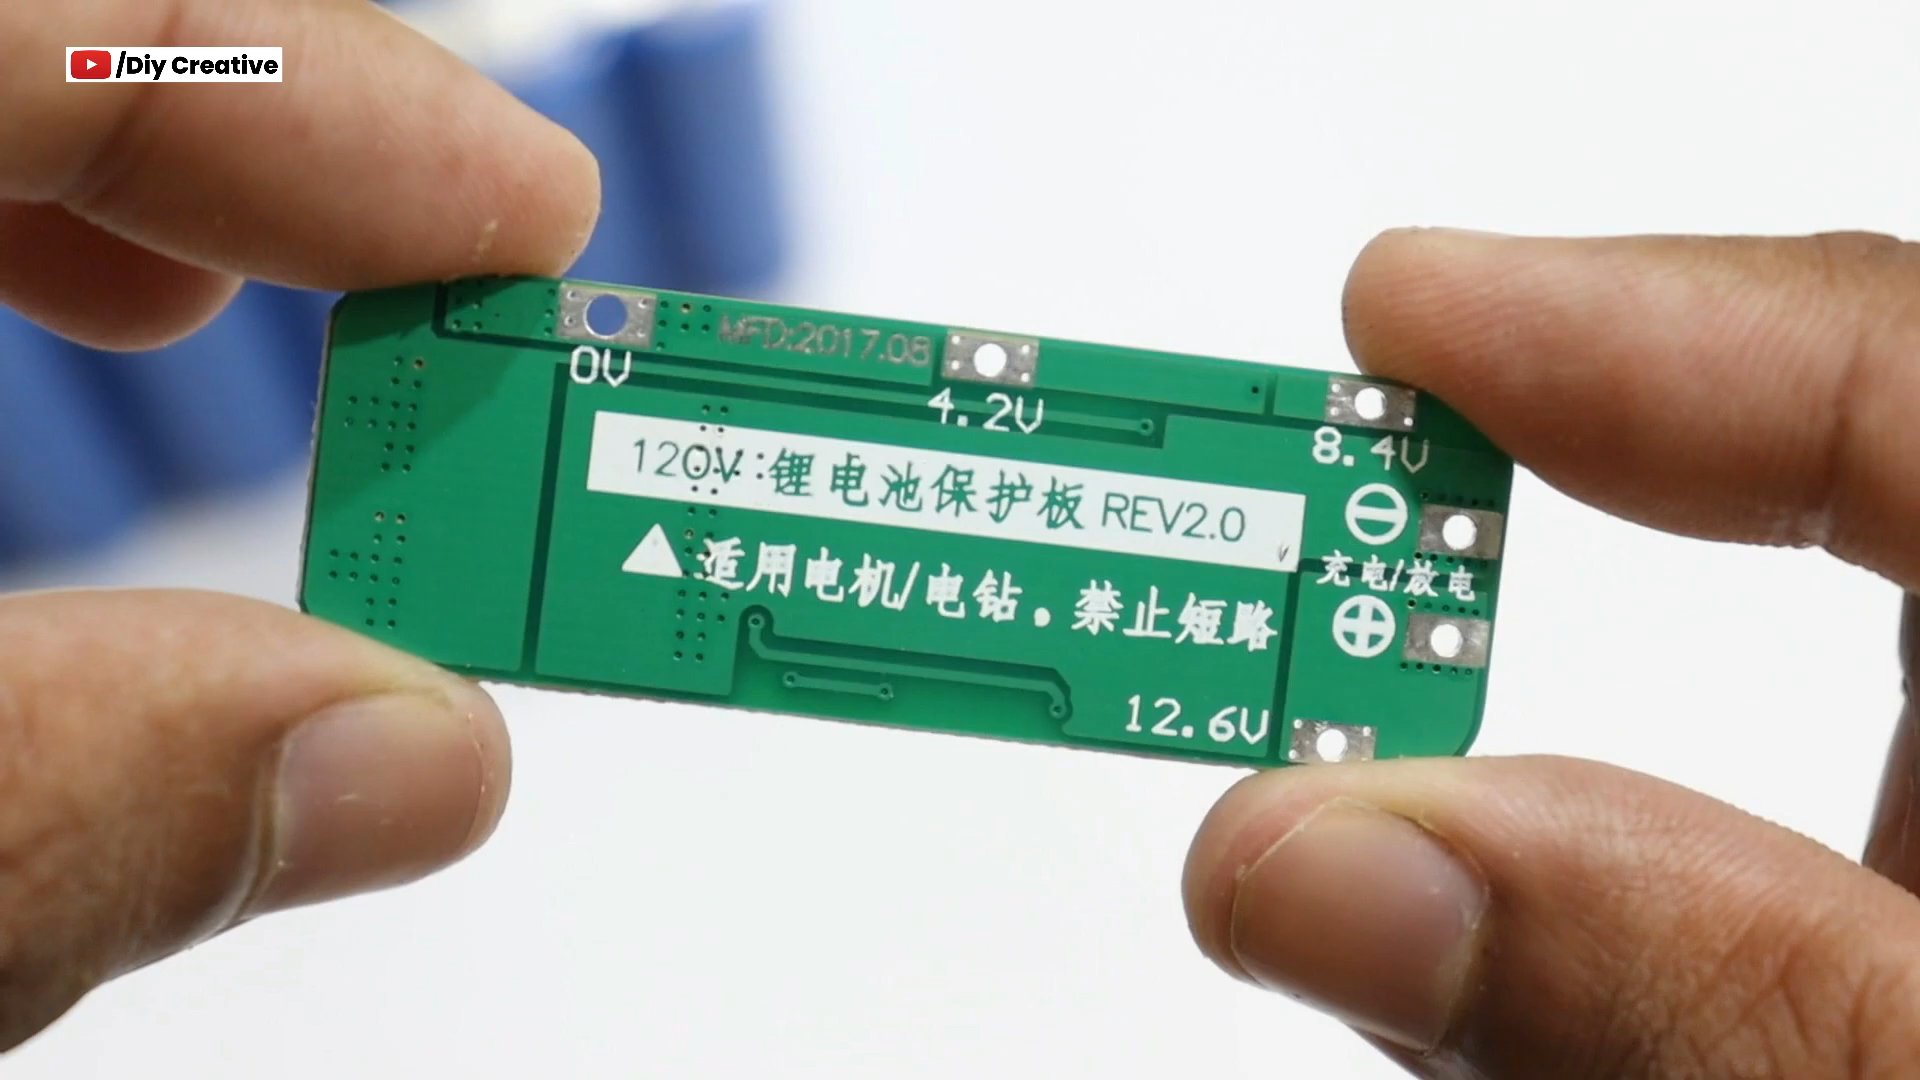 /Diy Creative
0V
MFD:2017.08
4.2V
8.4V
120V 锂电池保护板 REV2.0
适用电机/电钻。禁止短路
充电/放电
12.6V